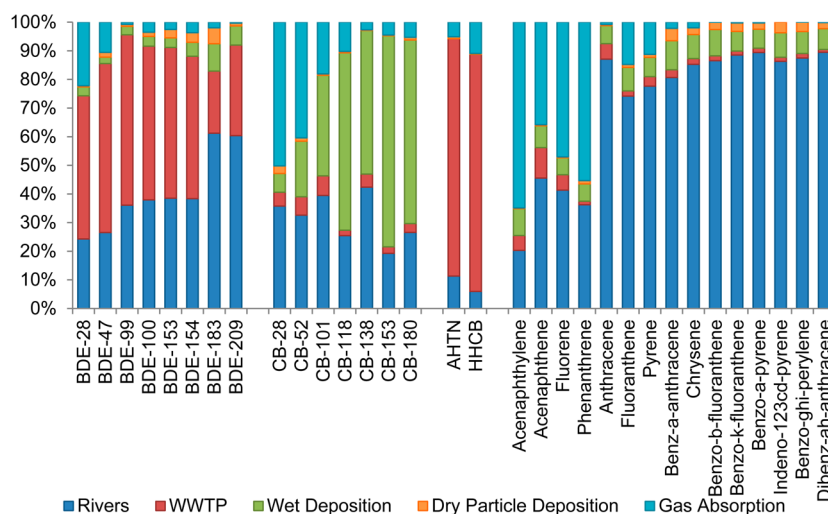 100%
90%
80%
70%
60%
50%
40%
30%
20%
10%
0%
BDE-28
BDE-47
BDE-99
BDE-100
BDE-153
BDE-154
BDE-183
BDE-209
CB-28
CB-52
CB-101
CB-118
CB-138
CB-153
CB-180
AHTN
HHCB
Acenaphthylene
Acenaphthene
Fluorene
Phenanthrene
Anthracene
Fluoranthene
Pyrene
Benz-a-anthracene
Chrysene
Benzo-b-fluoranthene
Benzo-k-fluoranthene
Benzo-a-pyrene
Indeno-123cd-pyrene
Benzo-ghi-perylene
Dibenz-ah-anthracene
Rivers WWTP Wet Deposition Dry Particle Deposition Gas Absorption